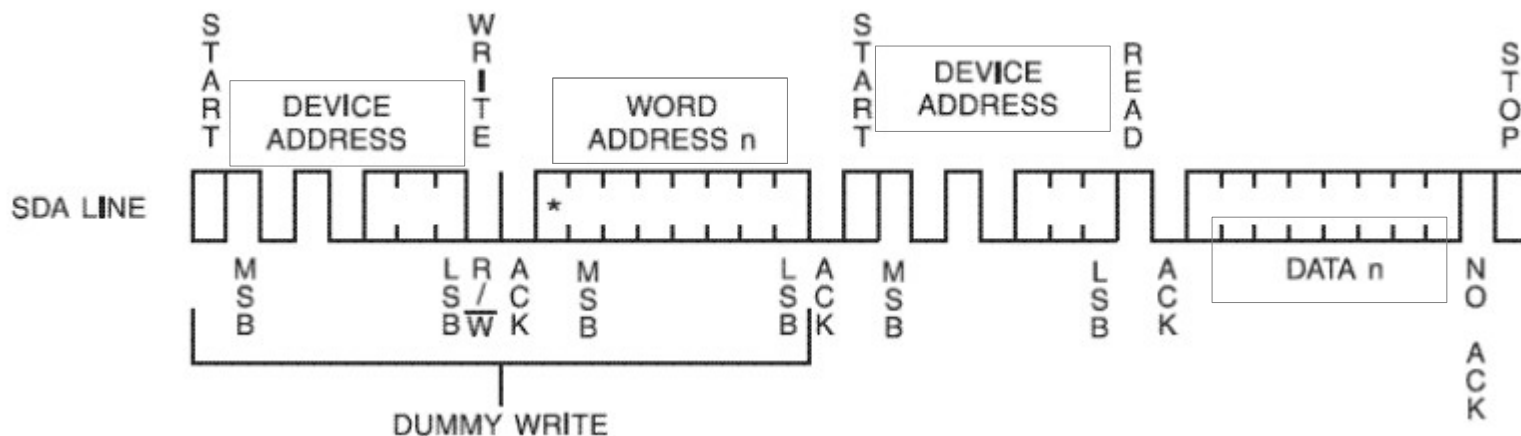 START
WRITE
START
READ
STOP
DEVICE
ADDRESS
WORD
ADDRESS n
DEVICE
ADDRESS
SDA LINE
*
MSB
LSB
R/W
ACK
MSB
LSB
ACK
MSB
LSB
ACK
DATA n
NO ACK
DUMMY WRITE